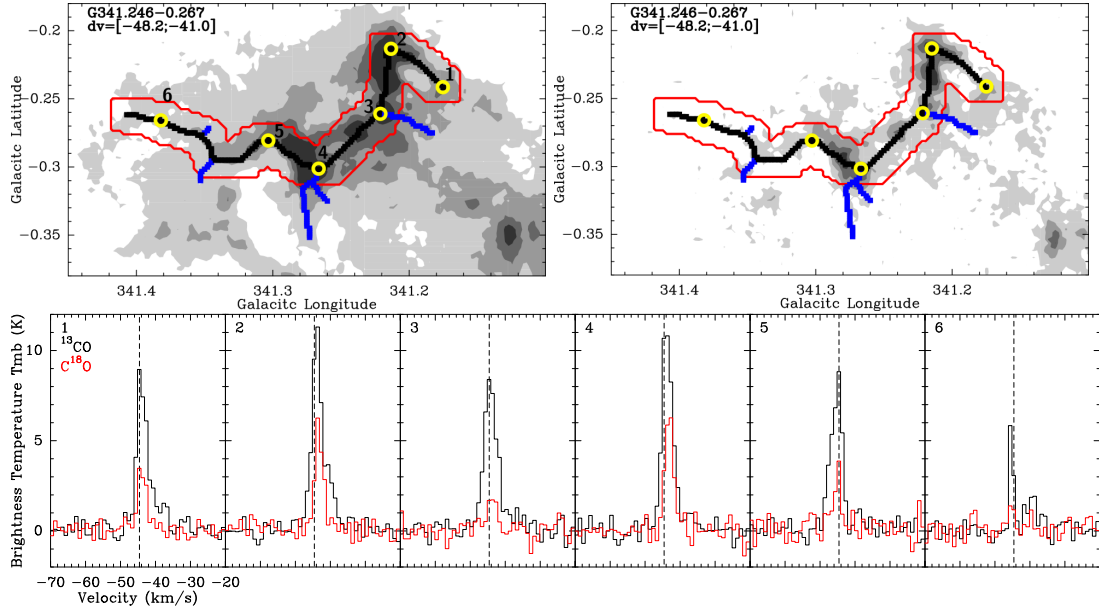 G341.246−0.267
dv=[−48.2;−41.0]
−0.2
−0.25
−0.3
−0.35
Galacitc Latitude
1
2
3
4
5
6
341.4
341.3
341.2
Galacitc Longitude
G341.246−0.267
dv=[−48.2;−41.0]
−0.2
−0.25
−0.3
−0.35
Galacitc Latitude
341.4
341.3
341.2
Galacitc Longitude
Brightness Temperature Tmb (K)
10
5
0
1
13CO
C18O
2
3
4
5
6
−70 −60 −50 −40 −30 −20
Velocity (km/s)